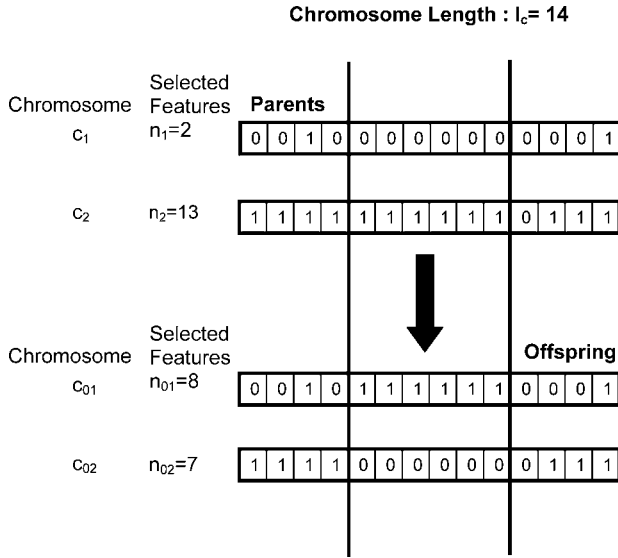 Chromosome Length : lc= 14
Selected
Chromosome Features Parents
c1 n1=2 0 0 1 0 0 0 0 0 0 0 0 0 0 1
c2 n2=13 1 1 1 1 1 1 1 1 1 1 0 1 1 1
Selected
Chromosome Features Offspring
c01 n01=8 0 0 1 0 1 1 1 1 1 1 0 0 0 1
c02 n02=7 1 1 1 1 0 0 0 0 0 0 0 1 1 1